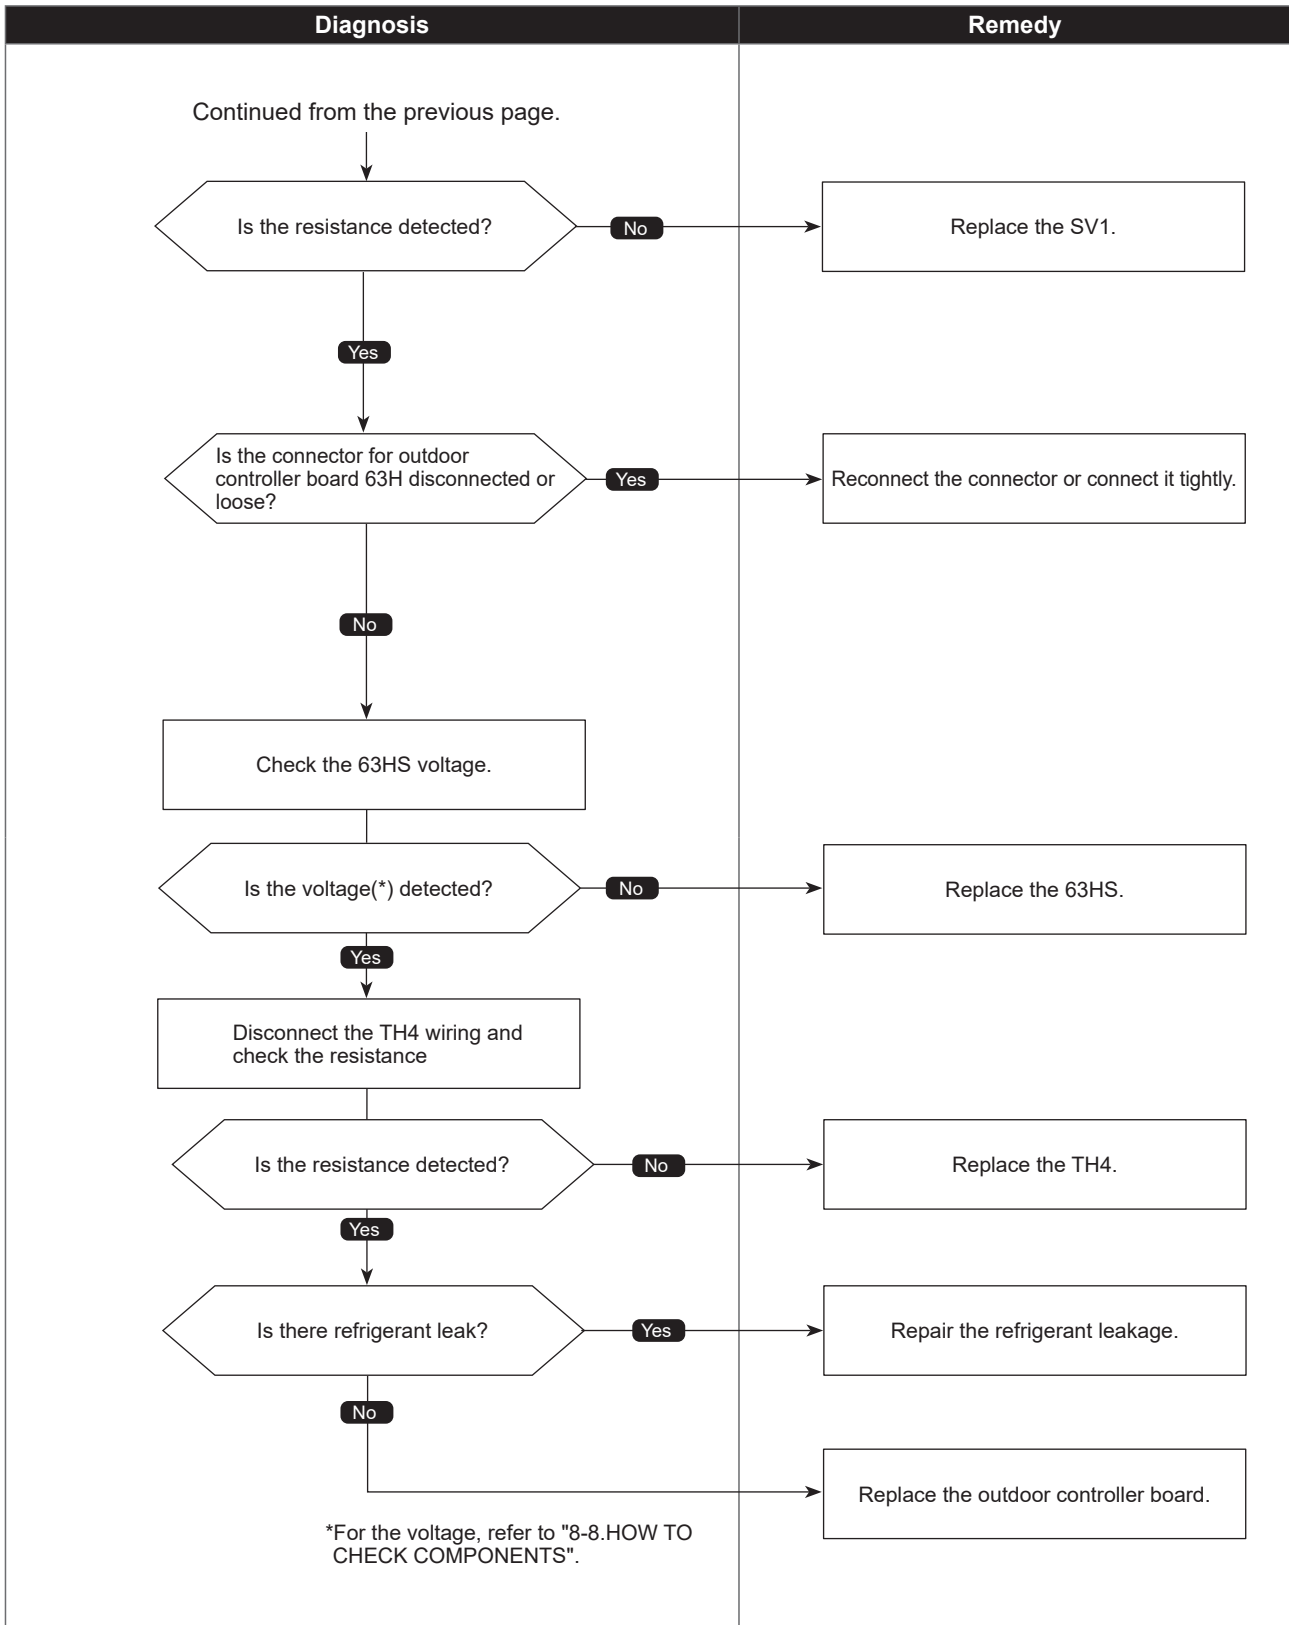 Diagnosis
Remedy
Continued from the previous page.
Is the resistance detected?
No
Replace the SV1.
Yes
Is the connector for outdoor
controller board 63H disconnected or
loose?
Yes
Reconnect the connector or connect it tightly.
No
Check the 63HS voltage.
Is the voltage(*) detected?
No
Replace the 63HS.
Yes
Disconnect the TH4 wiring and
check the resistance
Is the resistance detected?
No
Replace the TH4.
Yes
Is there refrigerant leak?
Yes
Repair the refrigerant leakage.
No
Replace the outdoor controller board.
*For the voltage, refer to "8-8.HOW TO
CHECK COMPONENTS".